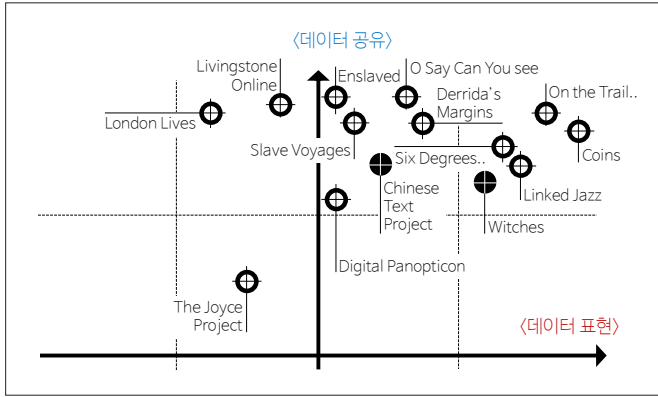 〈데이터 공유〉
Livingstone
Online
Enslaved
O Say Can You see
On the Trail..
Derrida's
Margins
London Lives
Slave Voyages
Six Degrees..
Coins
Chinese
Text
Project
Linked Jazz
Witches
Digital Panopticon
The Joyce
Project
〈데이터 표현〉